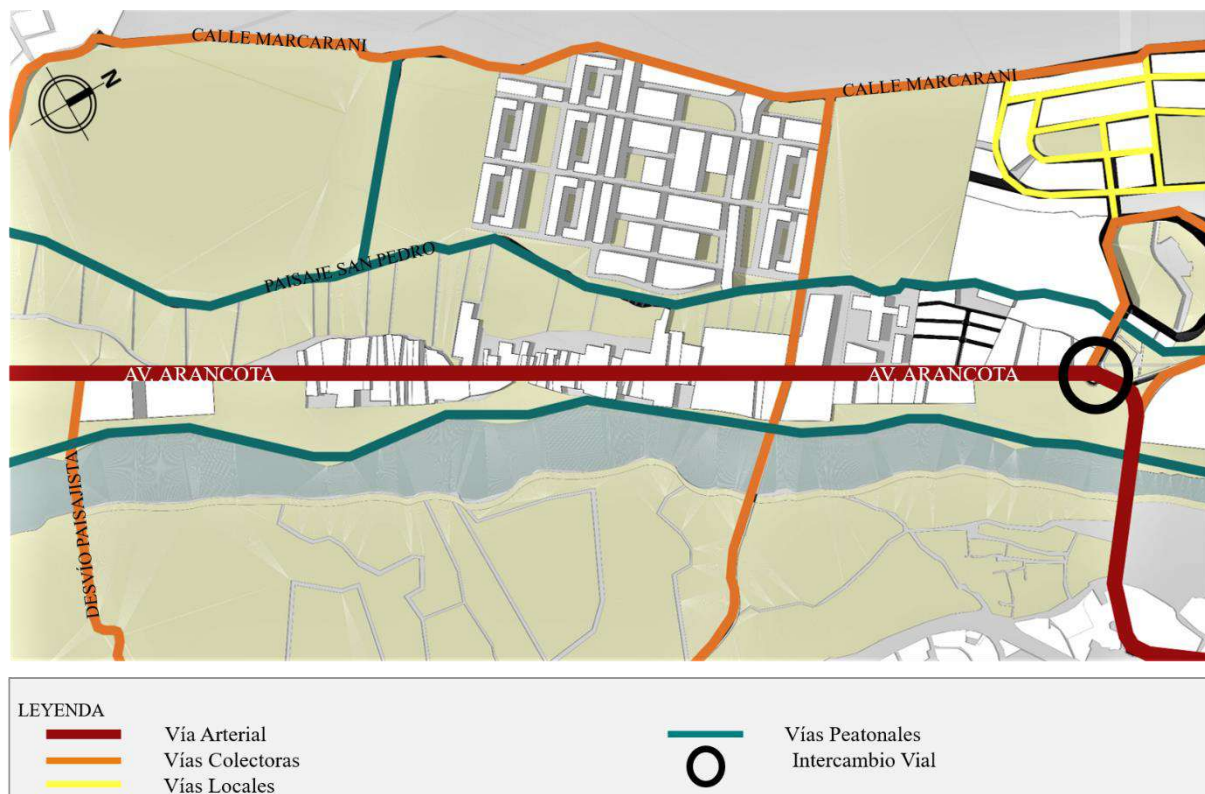 CALLE MARCARANI
N
CALLE MARCARANI
PAISAJE SAN PEDRO
AV. ARANCOTA
AV. ARANCOTA
DESVÍO PAISAJISTA
LEYENDA
Vía Arterial
Vías Colectoras
Vías Locales
Vías Peatonales
Intercambio Vial